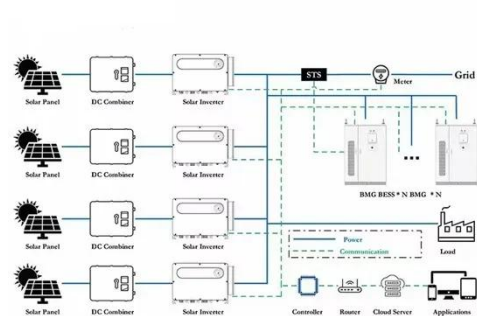 STS
Meter
Grid
Solar Panel
DC Combiner
Solar Inverter
Solar Panel
DC Combiner
Solar Inverter
BMG BESS * N BMG * N
Solar Panel
DC Combiner
Solar Inverter
Power
Communication
Load
Solar Panel
DC Combiner
Solar Inverter
Controller
Router
Cloud Server
Applications